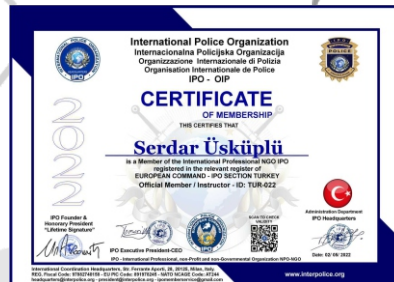 International Police Organization
Internacionalna Policijska Organizacija
Organizzazione Internazionale di Polizia
Organisation Internationale de Police
IPO - OIP
IPO
POLICE
CERTIFICATE
OF MEMBERSHIP
THIS CERTIFIES THAT
2022
Serdar Üsküplü
is a Member of the International Professional NGO IPO
registered in the relevant register of
EUROPEAN COMMAND - IPO SECTION TURKEY
Official Member / Instructor - ID: TUR-022
IPO Founder &
Honorary President
"Lifetime Signature"
SCAN TO CHECK
VALIDITY
Administration Department
IPO Headquarters
IPO Executive President-CEO
Date: 02/ 08/ 2022
IPO - International Professional, non-Profit and non-Governmental Organization NPO-NGO
www.interpolice.org